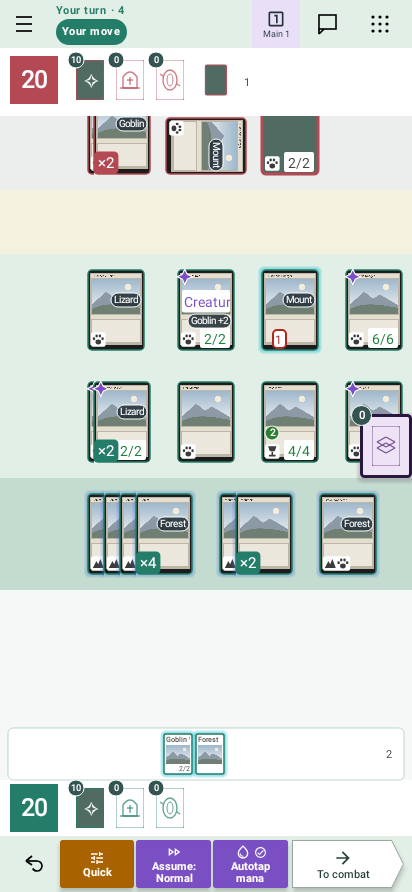 Your turn · 4
Your move
1
Main 1
20
10
0
0
1
Goblin
×2
Mount
2/2
Lizard
Creatur
Goblin +2
2/2
Mount
1
6/6
Lizard
×2
2/2
2
4/4
0
×4
Forest
×2
Forest
Goblin
2/2
Forest
2
20
10
0
0
Quick
Assume:
Normal
Autotap
mana
To combat